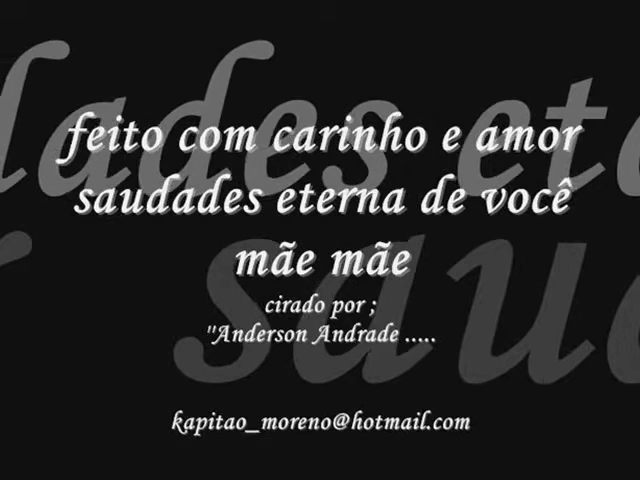 feito com carinho e amor
saudades eterna de você
mãe mãe
cirado por ;
"Anderson Andrade .....
kapitao_moreno@hotmail.com